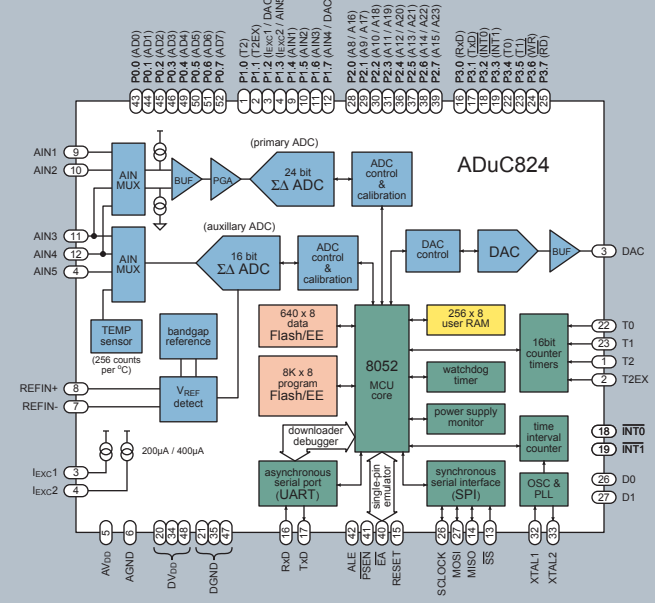 P0.0 (AD0)
P0.1 (AD1)
P0.2 (AD2)
P0.3 (AD3)
P0.4 (AD4)
P0.5 (AD5)
P0.6 (AD6)
P0.7 (AD7)
P1.0 (T2)
P1.1 (T2EX)
P1.2 (IEXC1 / DAC)
P1.3 (IEXC2 / AIN5)
P1.4 (AIN1)
P1.5 (AIN2)
P1.6 (AIN3)
P1.7 (AIN4 / DAC)
P2.0 (A8 / A16)
P2.1 (A9 / A17)
P2.2 (A10 / A18)
P2.3 (A11 / A19)
P2.4 (A12 / A20)
P2.5 (A13 / A21)
P2.6 (A14 / A22)
P2.7 (A15 / A23)
P3.0 (RxD)
P3.1 (TxD)
P3.2 (INT0)
P3.3 (INT1)
P3.4 (T0)
P3.5 (T1)
P3.6 (WR)
P3.7 (RD)
43 44 45 46 49 50 51 52 1 2 3 4 9 10 11 12 28 29 30 31 36 37 38 39 16 17 18 19 22 23 24 25
ADuC824
AIN1 9
AIN2 10
AIN3 11
AIN4 12
AIN5 4
AIN
MUX
BUF
PGA
(primary ADC)
24 bit
ΣΔ ADC
ADC
control
&
calibration
AIN
MUX
(auxillary ADC)
16 bit
ΣΔ ADC
ADC
control &
calibration
DAC
control
DAC
BUF
3 DAC
TEMP
sensor
(256 counts
per °C)
bandgap
reference
VREF
detect
REFIN+ 8
REFIN- 7
640 x 8
data
Flash/EE
8K x 8
program
Flash/EE
8052
MCU
core
256 x 8
user RAM
watchdog
timer
power supply
monitor
16bit
counter
timers
time
interval
counter
22 T0
23 T1
1 T2
2 T2EX
18 INT0
19 INT1
200µA / 400µA
IEXC1 3
IEXC2 4
downloader
debugger
asynchronous
serial port
(UART)
single-pin
emulator
synchronous
serial interface
(SPI)
OSC &
PLL
26 D0
27 D1
5 6 20 34 48 21 35 47 16 17 42 41 40 15 26 27 14 13 32 33
AVDD
AGND
DVDD
DGND
RxD
TxD
ALE
PSEN
EA
RESET
SCLOCK
MOSI
MISO
SS
XTAL1
XTAL2